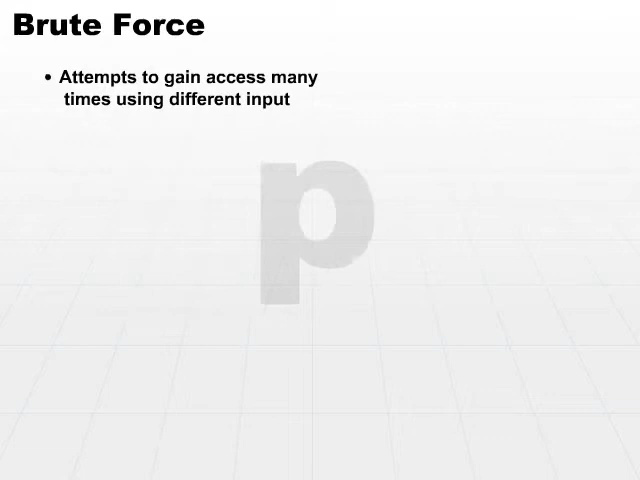 Brute Force
• Attempts to gain access many
times using different input
p